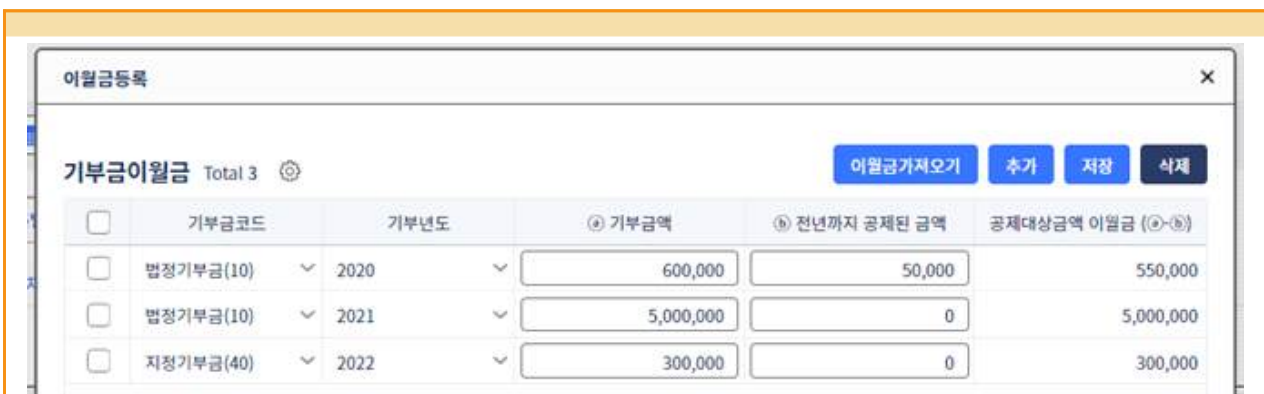 이월금등록 ×
기부금이월금 Total 3 이월금가져오기 추가 저장 삭제
기부금코드 기부년도 ⓐ 기부금액 ⓑ 전년까지 공제된 금액 공제대상금액 이월금 (ⓐ-ⓑ)
법정기부금(10) 2020 600,000 50,000 550,000
법정기부금(10) 2021 5,000,000 0 5,000,000
지정기부금(40) 2022 300,000 0 300,000